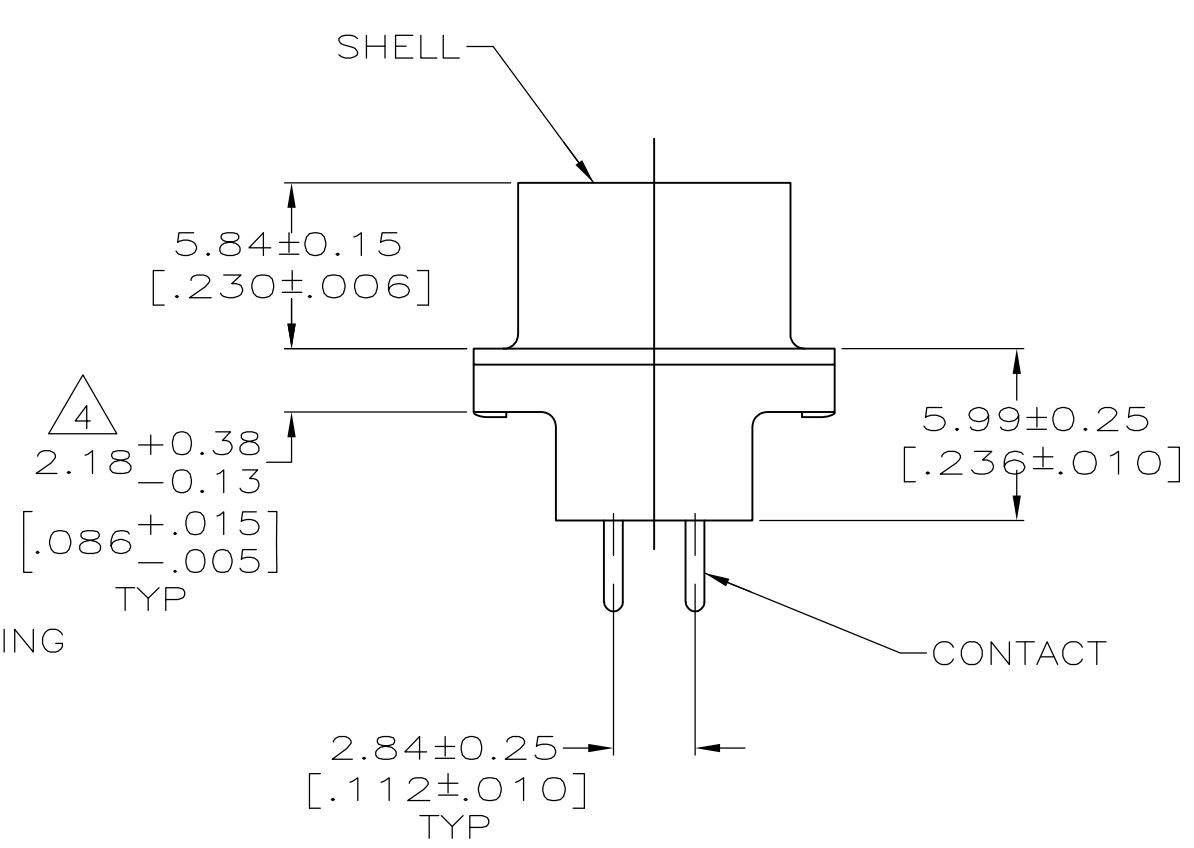 SHELL
5.84±0.15
[.230±.006]
4
2.18 +0.38
-0.13
[.086 +.015
-.005]
TYP
ING
5.99±0.25
[.236±.010]
CONTACT
2.84±0.25
[.112±.010]
TYP